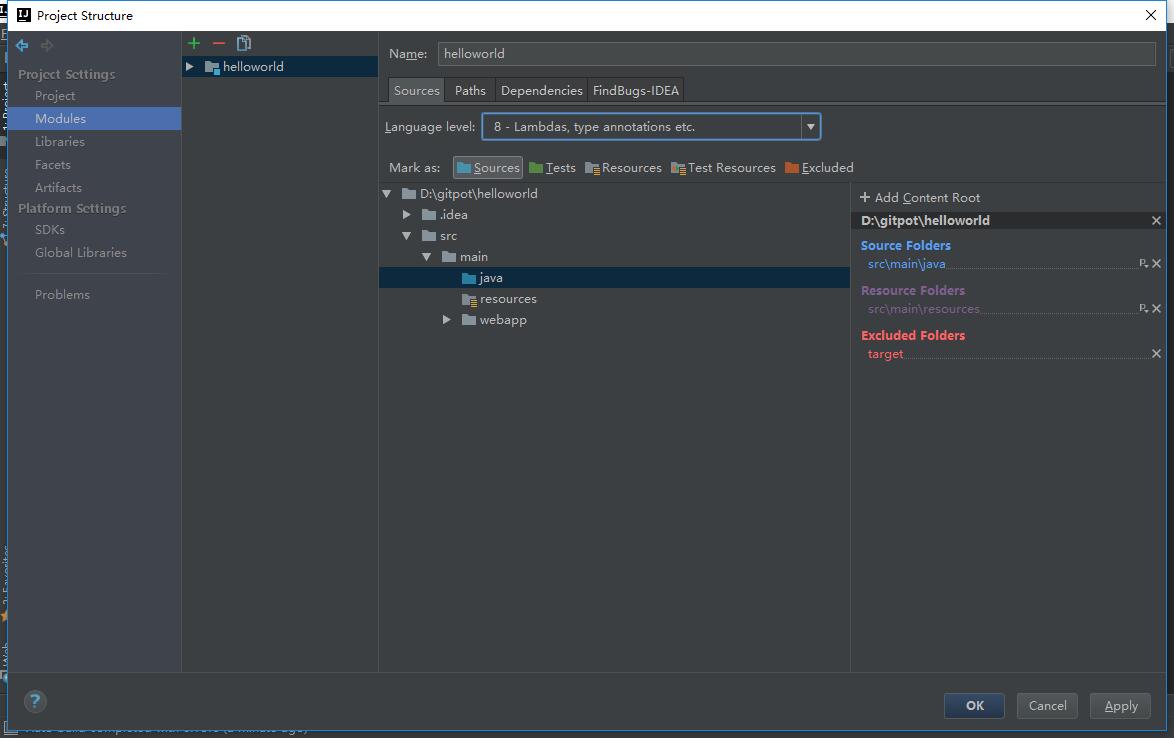 Project Structure
Project Settings
Project
Modules
Libraries
Facets
Artifacts
Platform Settings
SDKs
Global Libraries
Problems
helloworld
Name: helloworld
Sources Paths Dependencies FindBugs-IDEA
Language level: 8 - Lambdas, type annotations etc.
Mark as: Sources Tests Resources Test Resources Excluded
D:\gitpot\helloworld
.idea
src
main
java
resources
webapp
+ Add Content Root
D:\gitpot\helloworld
Source Folders
src\main\java
Resource Folders
src\main\resources
Excluded Folders
target
?
OK Cancel Apply